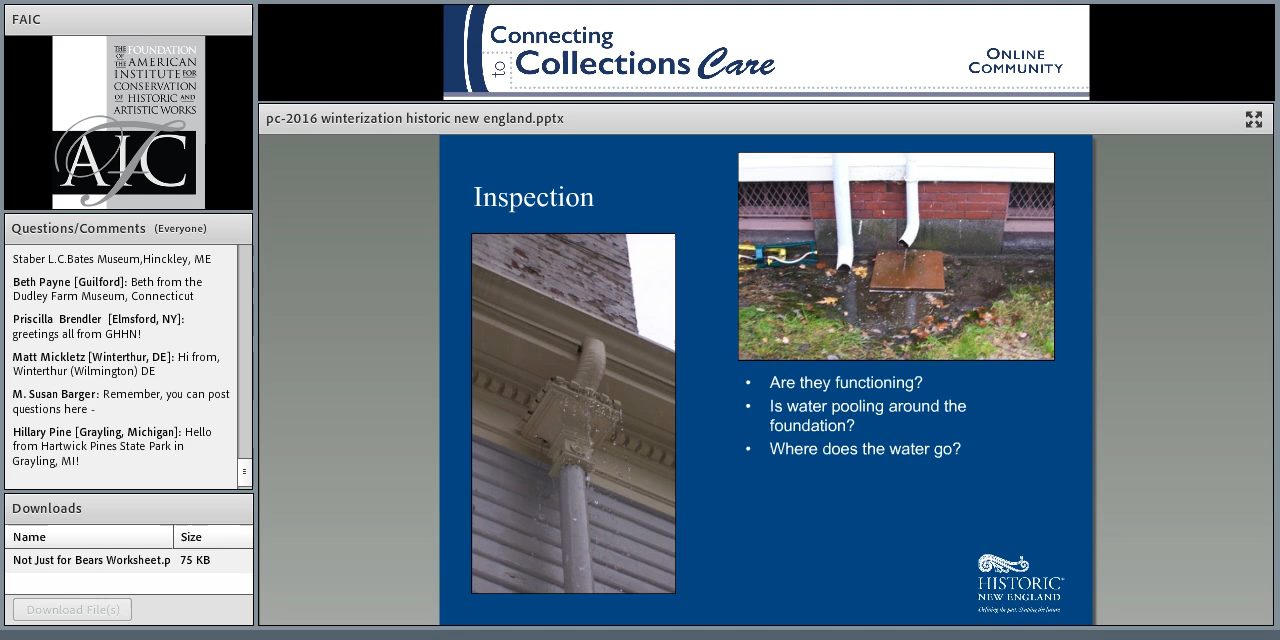 FAIC
THE FOUNDATION
OF THE AMERICAN
INSTITUTE FOR
CONSERVATION
OF HISTORIC AND
ARTISTIC WORKS
AIC
Questions/Comments (Everyone)
Staber L.C.Bates Museum,Hinckley, ME
Beth Payne [Guilford]: Beth from the
Dudley Farm Museum, Connecticut
Priscilla Brendler [Elmsford, NY]:
greetings all from GHHN!
Matt Mickletz [Winterthur, DE]: Hi from,
Winterthur (Wilmington) DE
M. Susan Barger: Remember, you can post
questions here -
Hillary Pine [Grayling, Michigan]: Hello
from Hartwick Pines State Park in
Grayling, MI!
Downloads
Name Size
Not Just for Bears Worksheet.p 75 KB
Download File(s)
Connecting
to Collections Care
ONLINE
COMMUNITY
pc-2016 winterization historic new england.pptx
Inspection
• Are they functioning?
• Is water pooling around the
foundation?
• Where does the water go?
HISTORIC
NEW ENGLAND
Defining the past. Shaping the future.